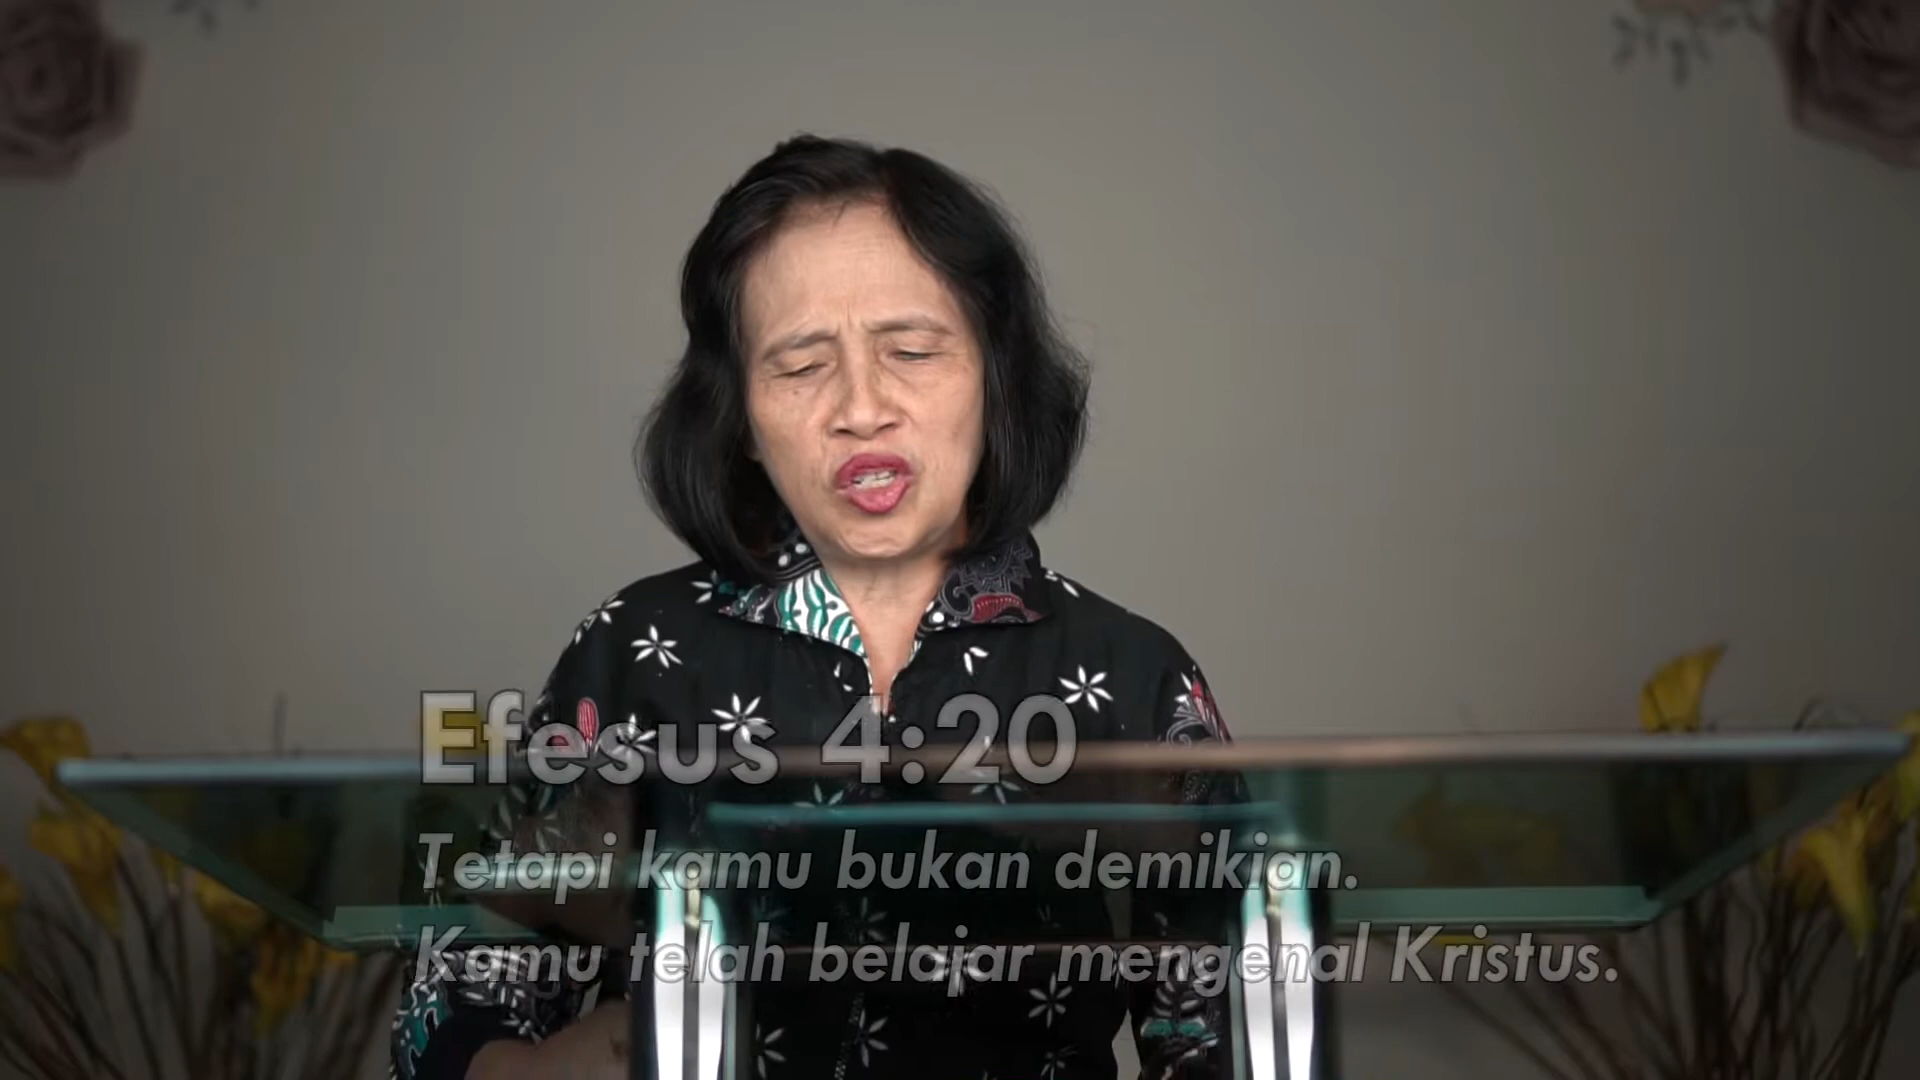 Efesus 4:20
Tetapi kamu bukan demikian.
Kamu telah belajar mengenal Kristus.